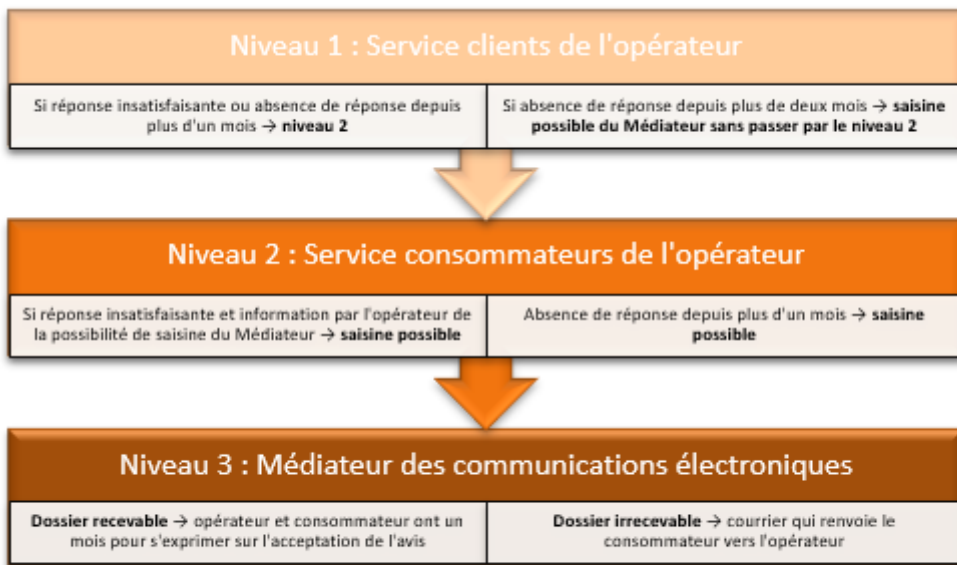 Niveau 1 : Service clients de l'opérateur
Si réponse insatisfaisante ou absence de réponse depuis
plus d'un mois → niveau 2
Si absence de réponse depuis plus de deux mois → saisine
possible du Médiateur sans passer par le niveau 2
Niveau 2 : Service consommateurs de l'opérateur
Si réponse insatisfaisante et information par l'opérateur de
la possibilité de saisine du Médiateur → saisine possible
Absence de réponse depuis plus d'un mois → saisine
possible
Niveau 3 : Médiateur des communications électroniques
Dossier recevable → opérateur et consommateur ont un
mois pour s'exprimer sur l'acceptation de l'avis
Dossier irrecevable → courrier qui renvoie le
consommateur vers l'opérateur